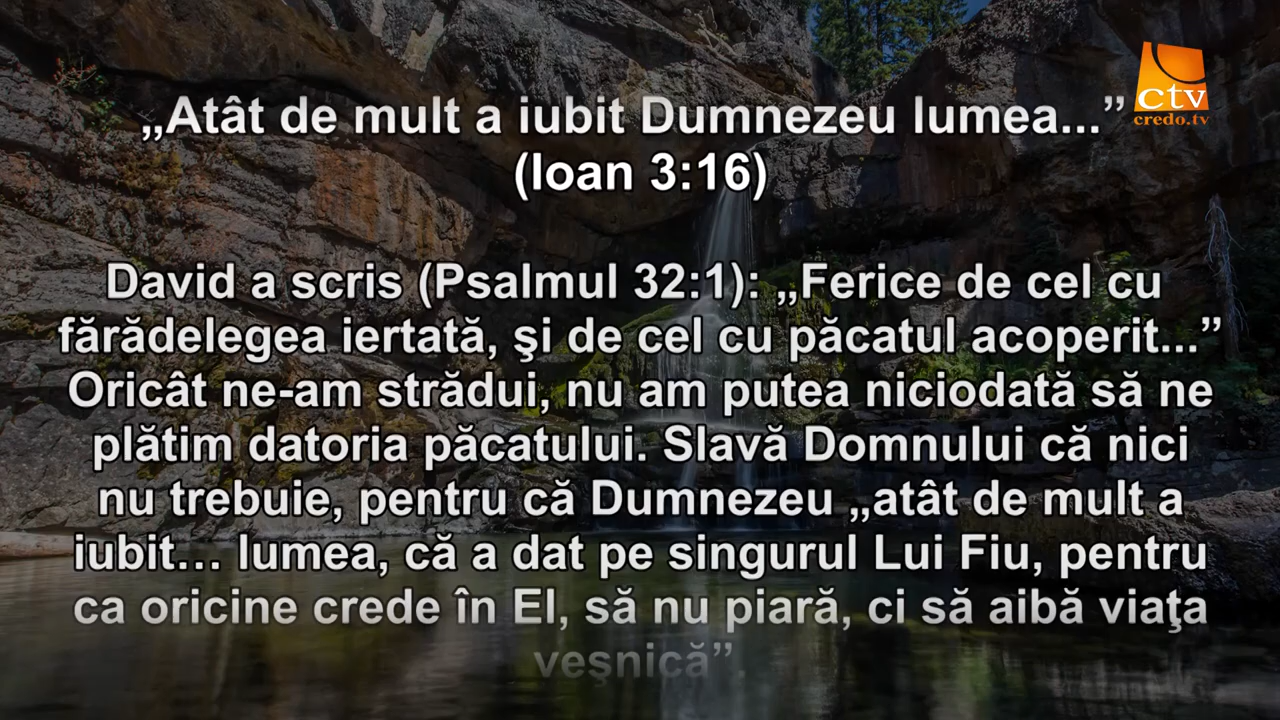 „Atât de mult a iubit Dumnezeu lumea...”
(Ioan 3:16)
ctv
credo.tv
David a scris (Psalmul 32:1): „Ferice de cel cu
fărădelegea iertată, şi de cel cu păcatul acoperit...”
Oricât ne-am strădui, nu am putea niciodată să ne
plătim datoria păcatului. Slavă Domnului că nici
nu trebuie, pentru că Dumnezeu „atât de mult a
iubit… lumea, că a dat pe singurul Lui Fiu, pentru
ca oricine crede în El, să nu piară, ci să aibă viaţa
veşnică”.